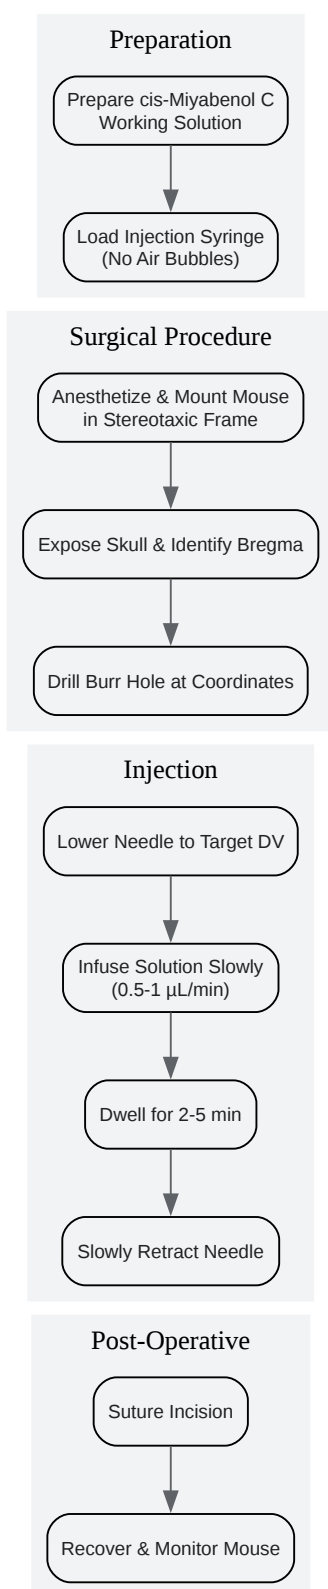 Preparation
Prepare cis-Miyabenol C
Working Solution
Load Injection Syringe
(No Air Bubbles)
Surgical Procedure
Anesthetize & Mount Mouse
in Stereotaxic Frame
Expose Skull & Identify Bregma
Drill Burr Hole at Coordinates
Injection
Lower Needle to Target DV
Infuse Solution Slowly
(0.5-1 µL/min)
Dwell for 2-5 min
Slowly Retract Needle
Post-Operative
Suture Incision
Recover & Monitor Mouse